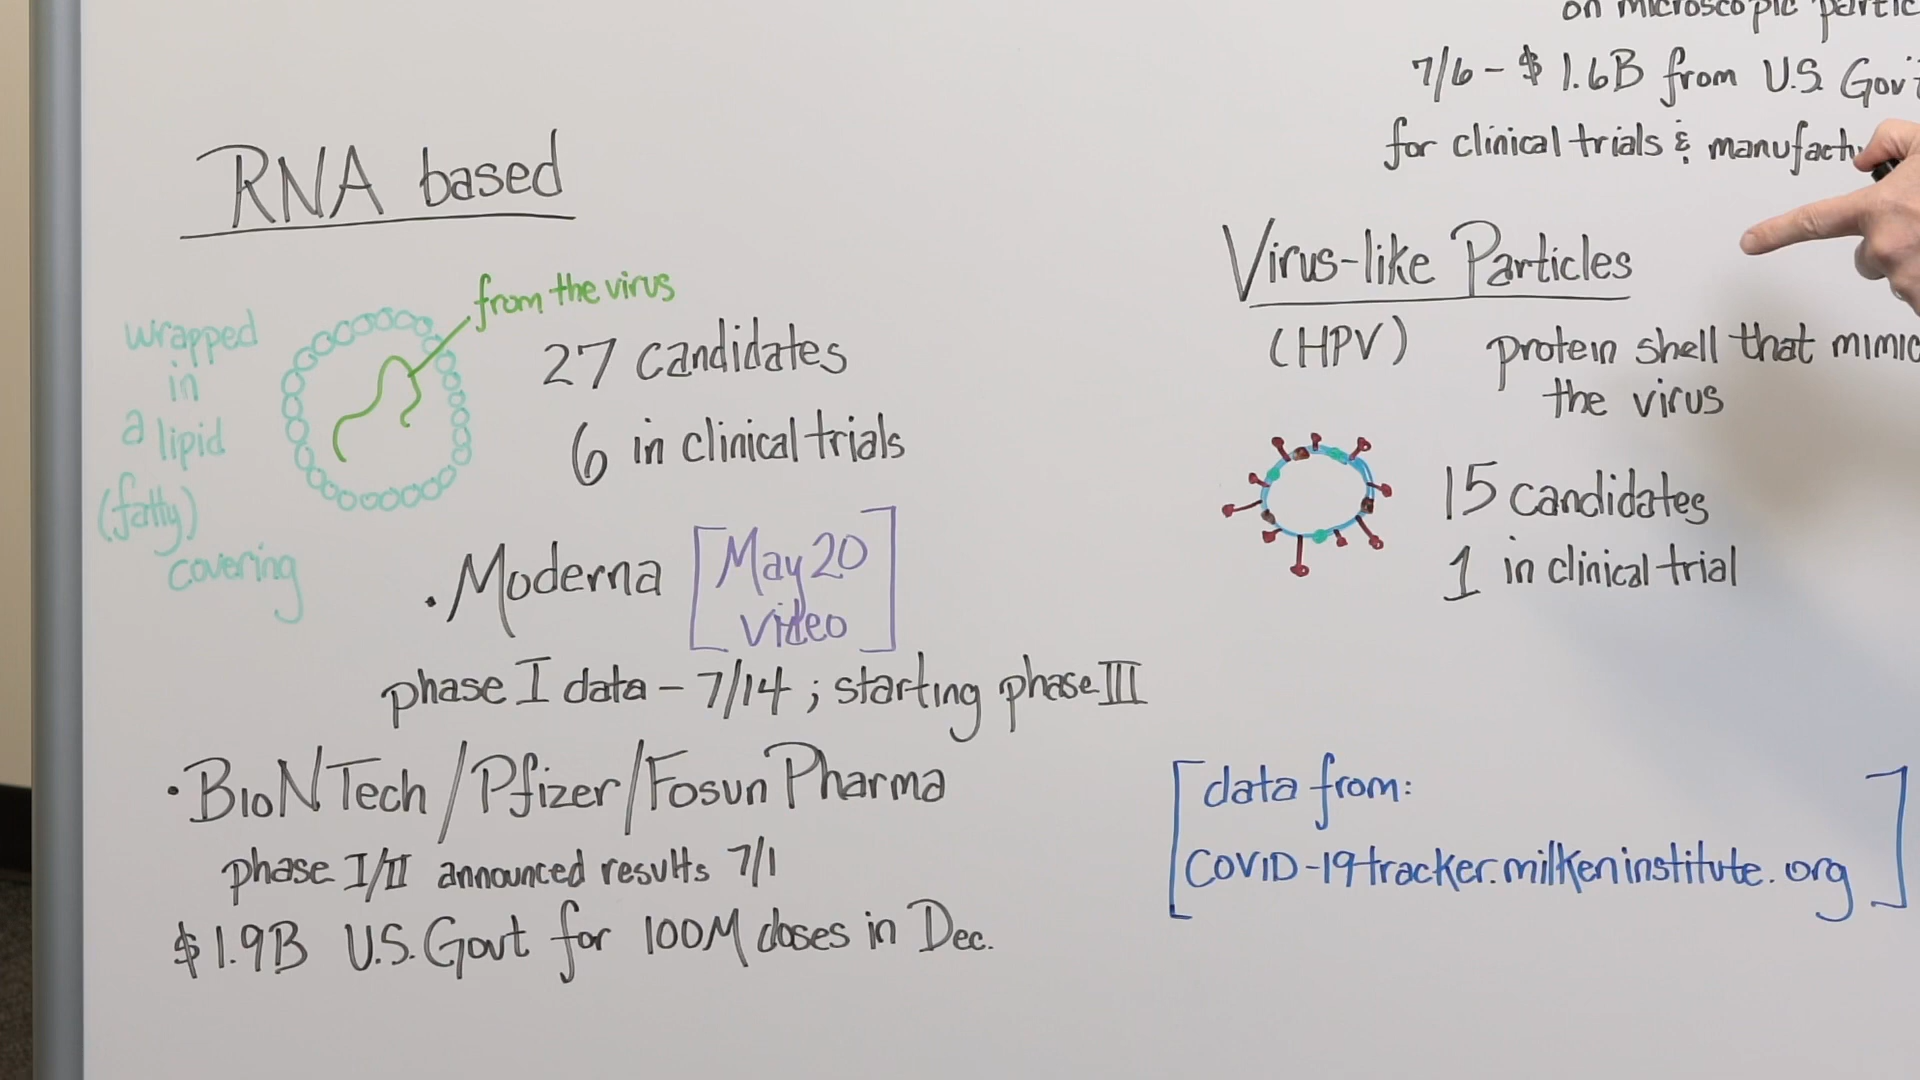 RNA based
from the virus
wrapped
in
a lipid
(fatty)
covering
27 candidates
6 in clinical trials
. Moderna [May 20
video]
phase I data - 7/14 ; starting phase III
. BioNTech / Pfizer / Fosun Pharma
phase I/II announced results 7/1
$1.9B U.S. Govt for 100M doses in Dec.
on microscopic
7/6 - $ 1.6B from U.S. Gov't
for clinical trials &
Virus-like Particles
(HPV)
protein shell that
the virus
15 candidates
1 in clinical trial
[data from:
COVID-19tracker.milkeninstitute.org]